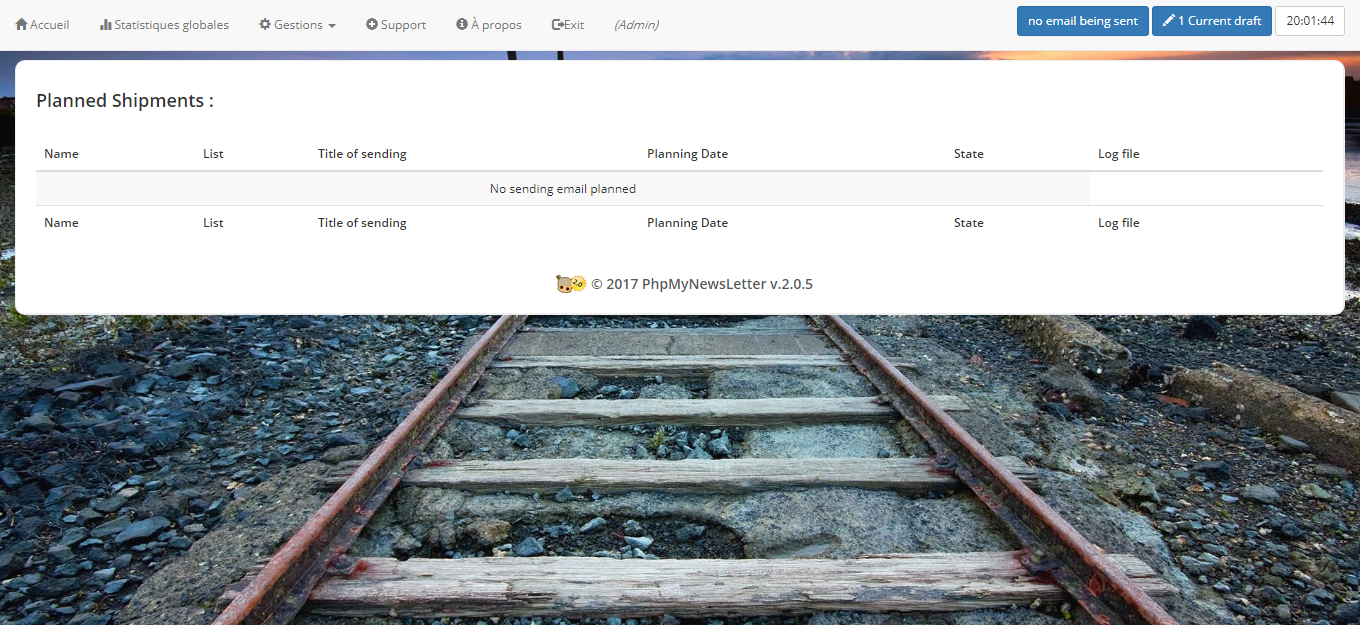 Accueil Statistiques globales Gestions Support À propos Exit (Admin) no email being sent 1 Current draft 20:01:44
Planned Shipments :
Name List Title of sending Planning Date State Log file
No sending email planned
Name List Title of sending Planning Date State Log file
2.0 © 2017 PhpMyNewsLetter v.2.0.5